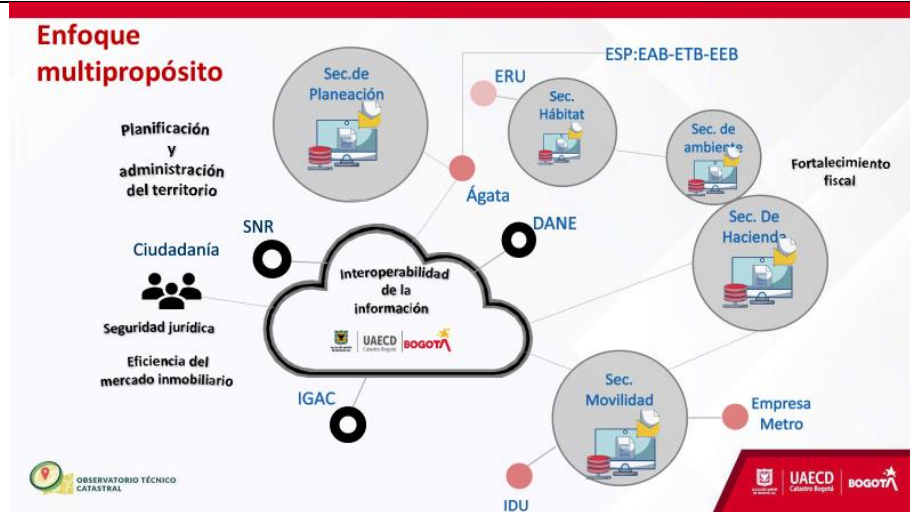 Enfoque
multipropósito
ESP:EAB-ETB-EEB
Sec.de
Planeación
ERU
Sec.
Hábitat
Sec. de
ambiente
Planificación
y
administración
del territorio
Fortalecimiento
fiscal
Ágata
SNR
DANE
Sec. De
Hacienda
Ciudadanía
Interoperabilidad
de la
información
Seguridad jurídica
UAECD
Catastro Bogotá
BOGOTÁ
Eficiencia del
mercado inmobiliario
IGAC
Sec.
Movilidad
Empresa
Metro
IDU
OBSERVATORIO TÉCNICO
CATASTRAL
UAECD
Catastro Bogotá
BOGOTÁ